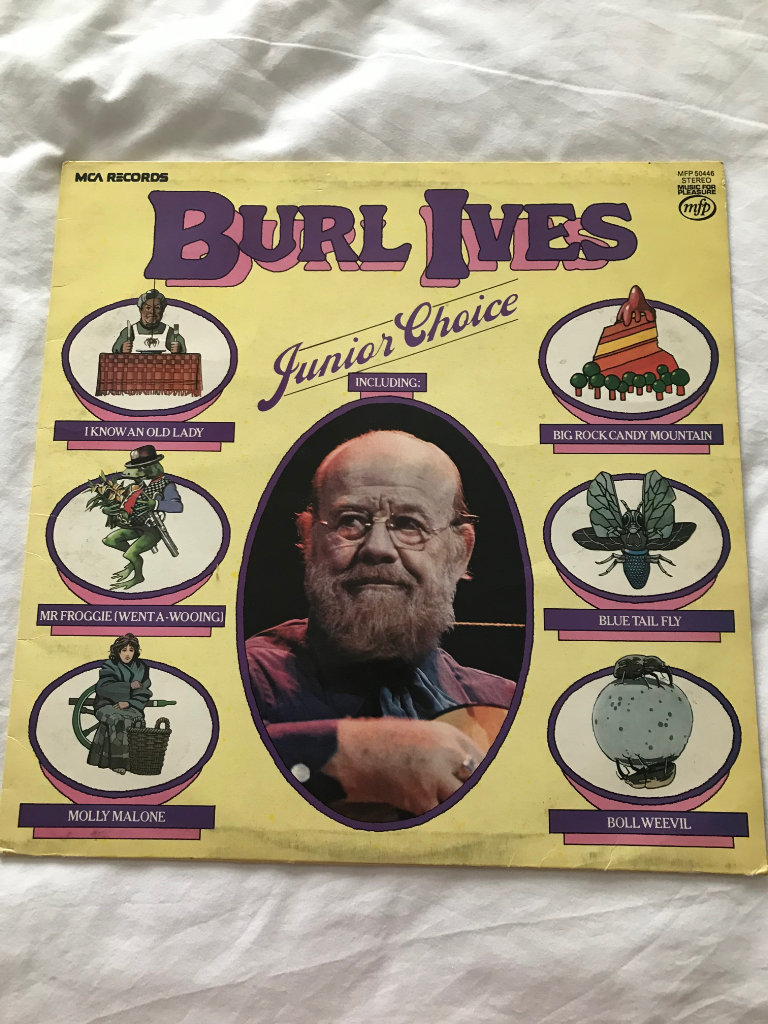 MCA RECORDS
MFP 50446
STEREO
MUSIC FOR
PLEASURE
mfp
BURL IVES
Junior Choice
INCLUDING:
I KNOW AN OLD LADY
BIG ROCK CANDY MOUNTAIN
MR FROGGIE (WENT A-WOOING)
BLUE TAIL FLY
MOLLY MALONE
BOLL WEEVIL